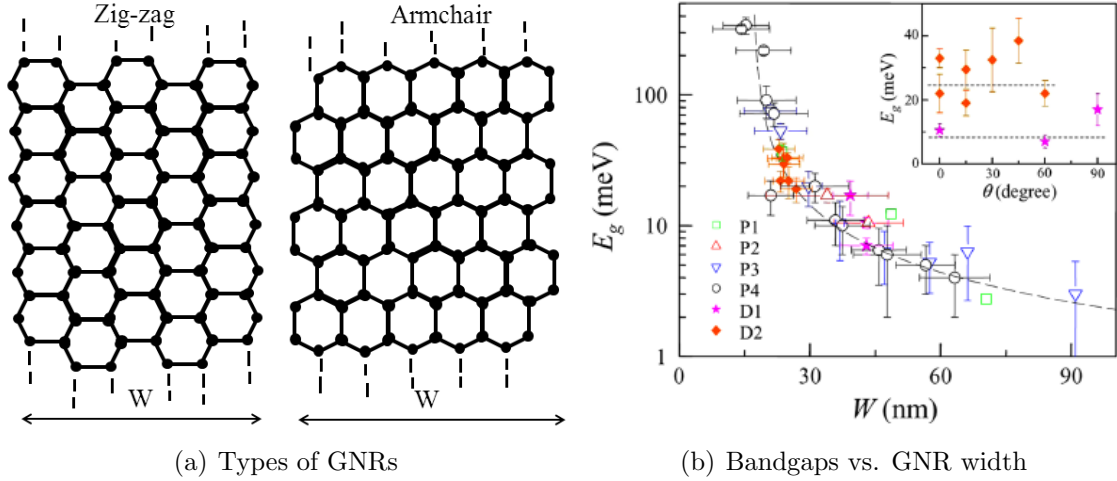 Zig-zag
Armchair
W
W
(a) Types of GNRs
E_g (meV)
100
10
1
0
30
60
90
W (nm)
P1
P2
P3
P4
D1
D2
E_g (meV)
40
20
0
0
30
60
90
θ (degree)
(b) Bandgaps vs. GNR width